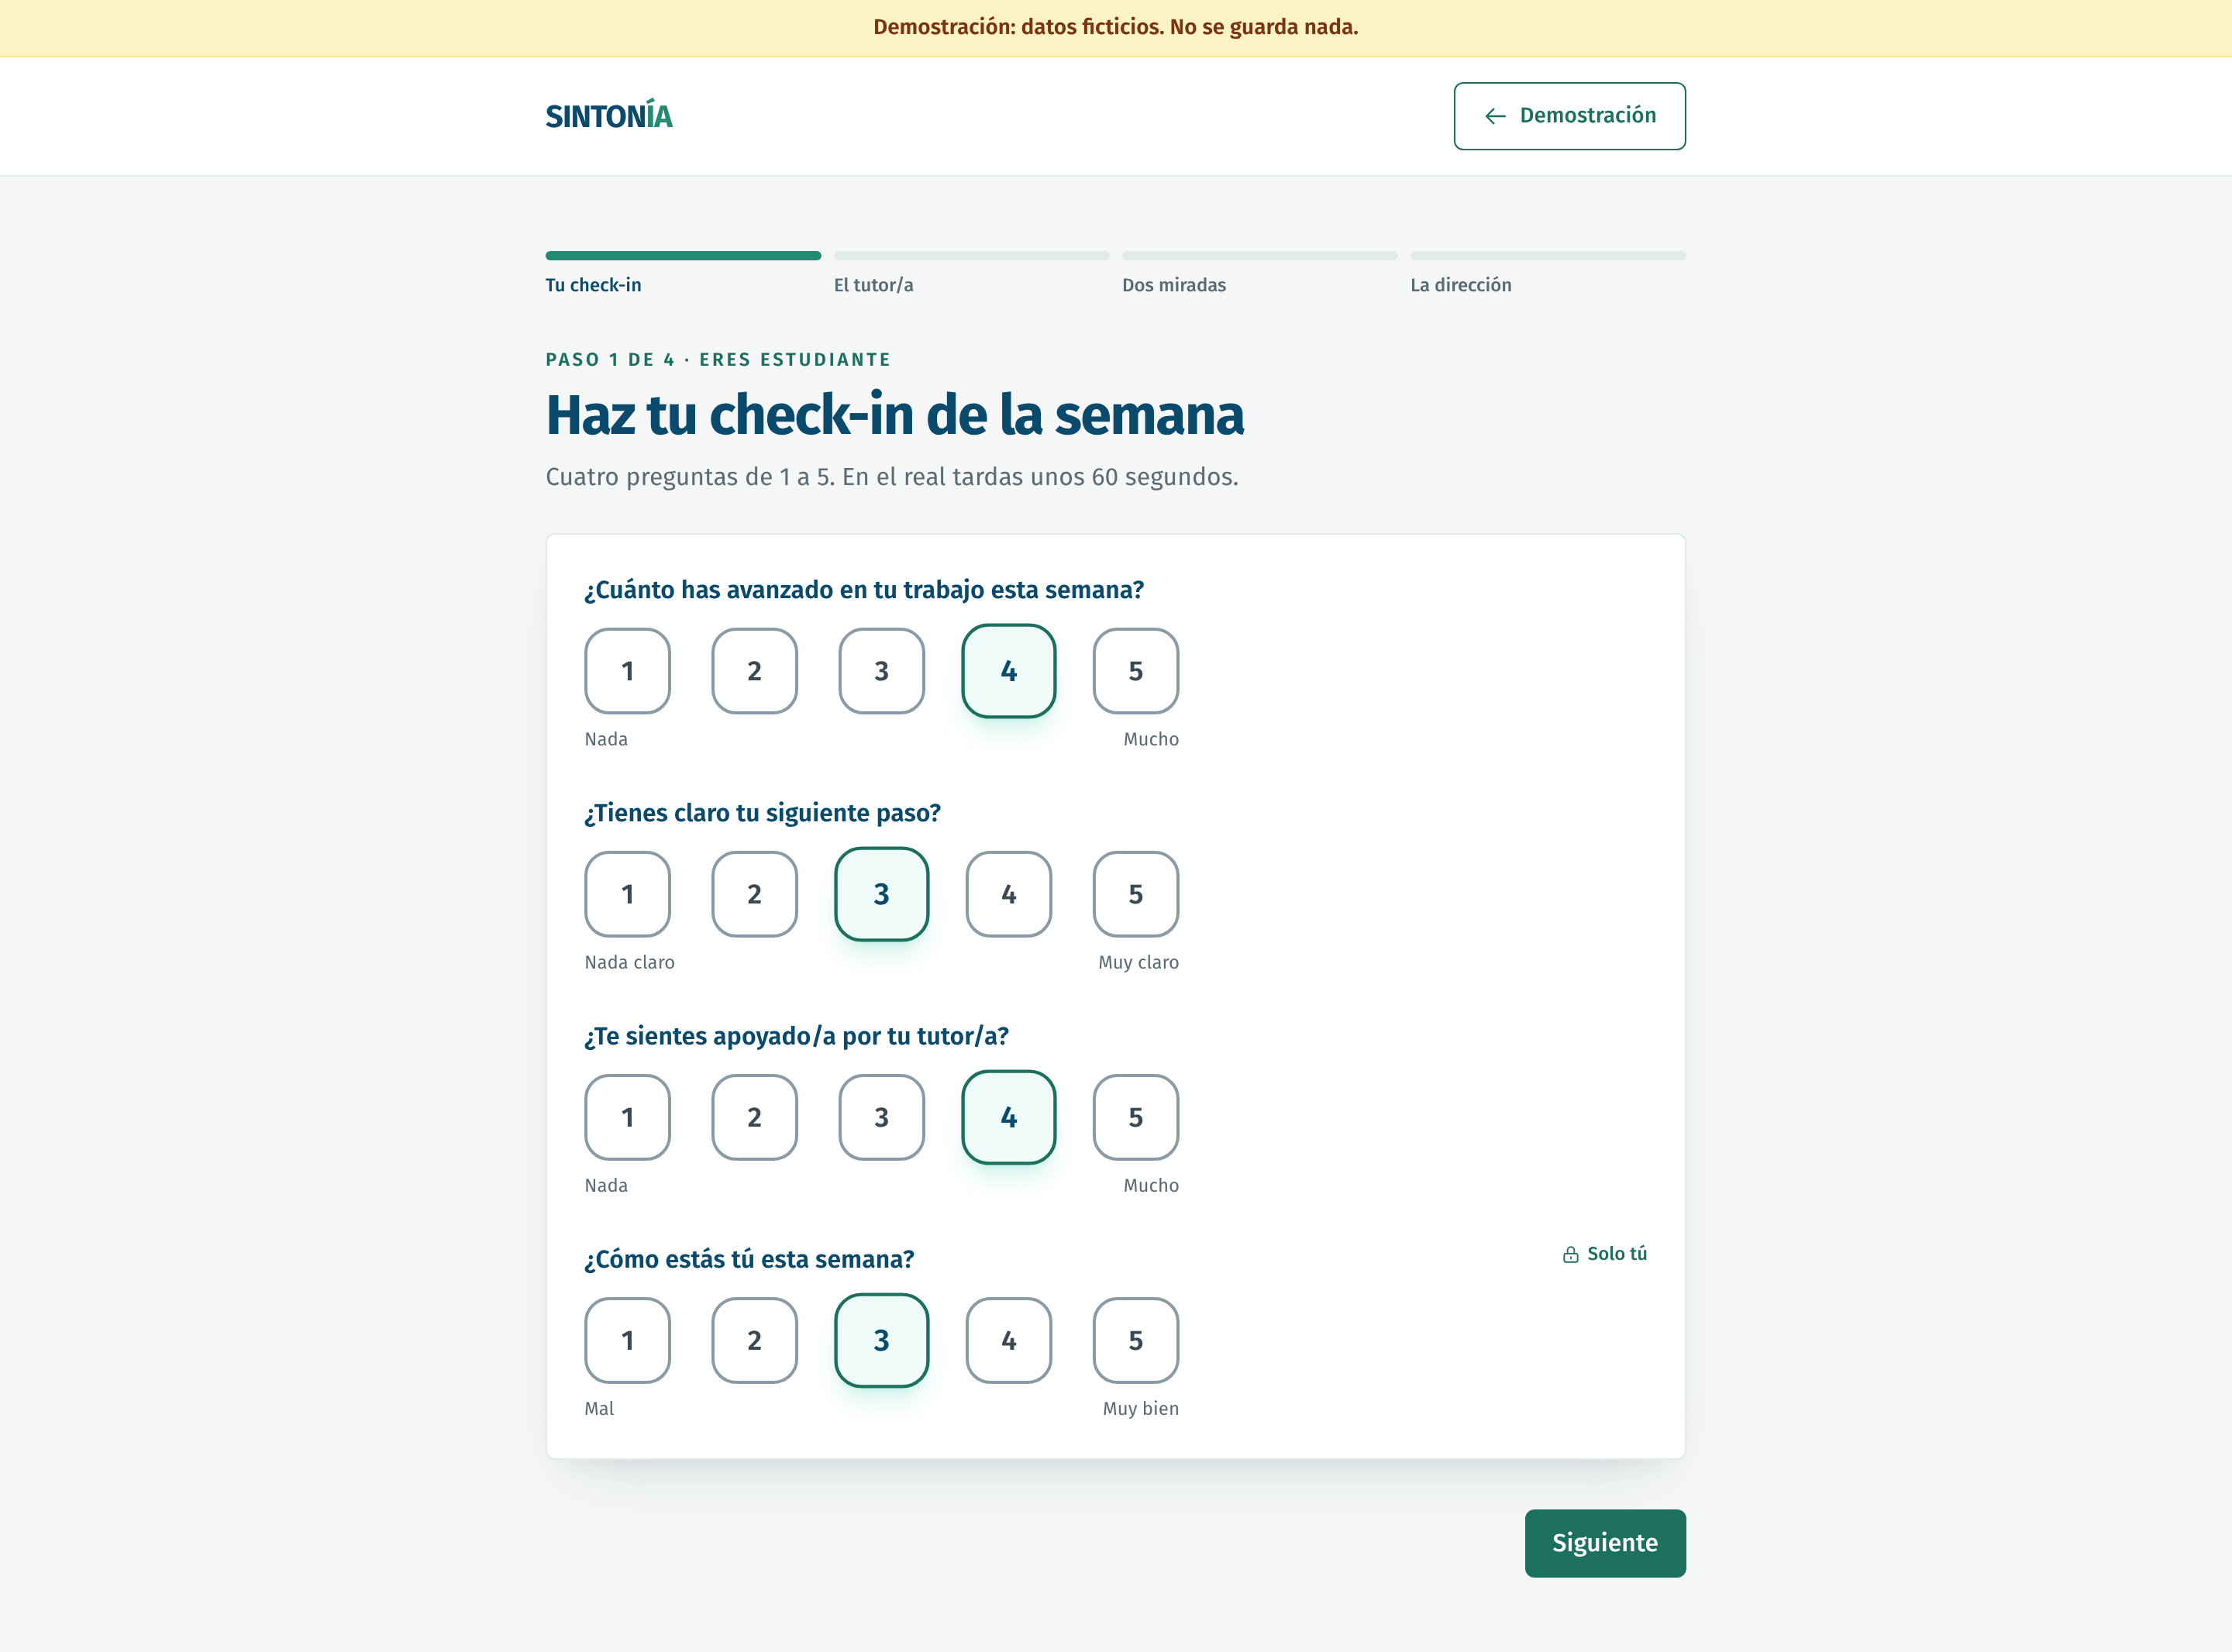 Demostración: datos ficticios. No se guarda nada.
SINTONÍA
← Demostración
Tu check-in
El tutor/a
Dos miradas
La dirección
PASO 1 DE 4 · ERES ESTUDIANTE
Haz tu check-in de la semana
Cuatro preguntas de 1 a 5. En el real tardas unos 60 segundos.
¿Cuánto has avanzado en tu trabajo esta semana?
1 2 3 4 5
Nada Mucho
¿Tienes claro tu siguiente paso?
1 2 3 4 5
Nada claro Muy claro
¿Te sientes apoyado/a por tu tutor/a?
1 2 3 4 5
Nada Mucho
¿Cómo estás tú esta semana? Solo tú
1 2 3 4 5
Mal Muy bien
Siguiente